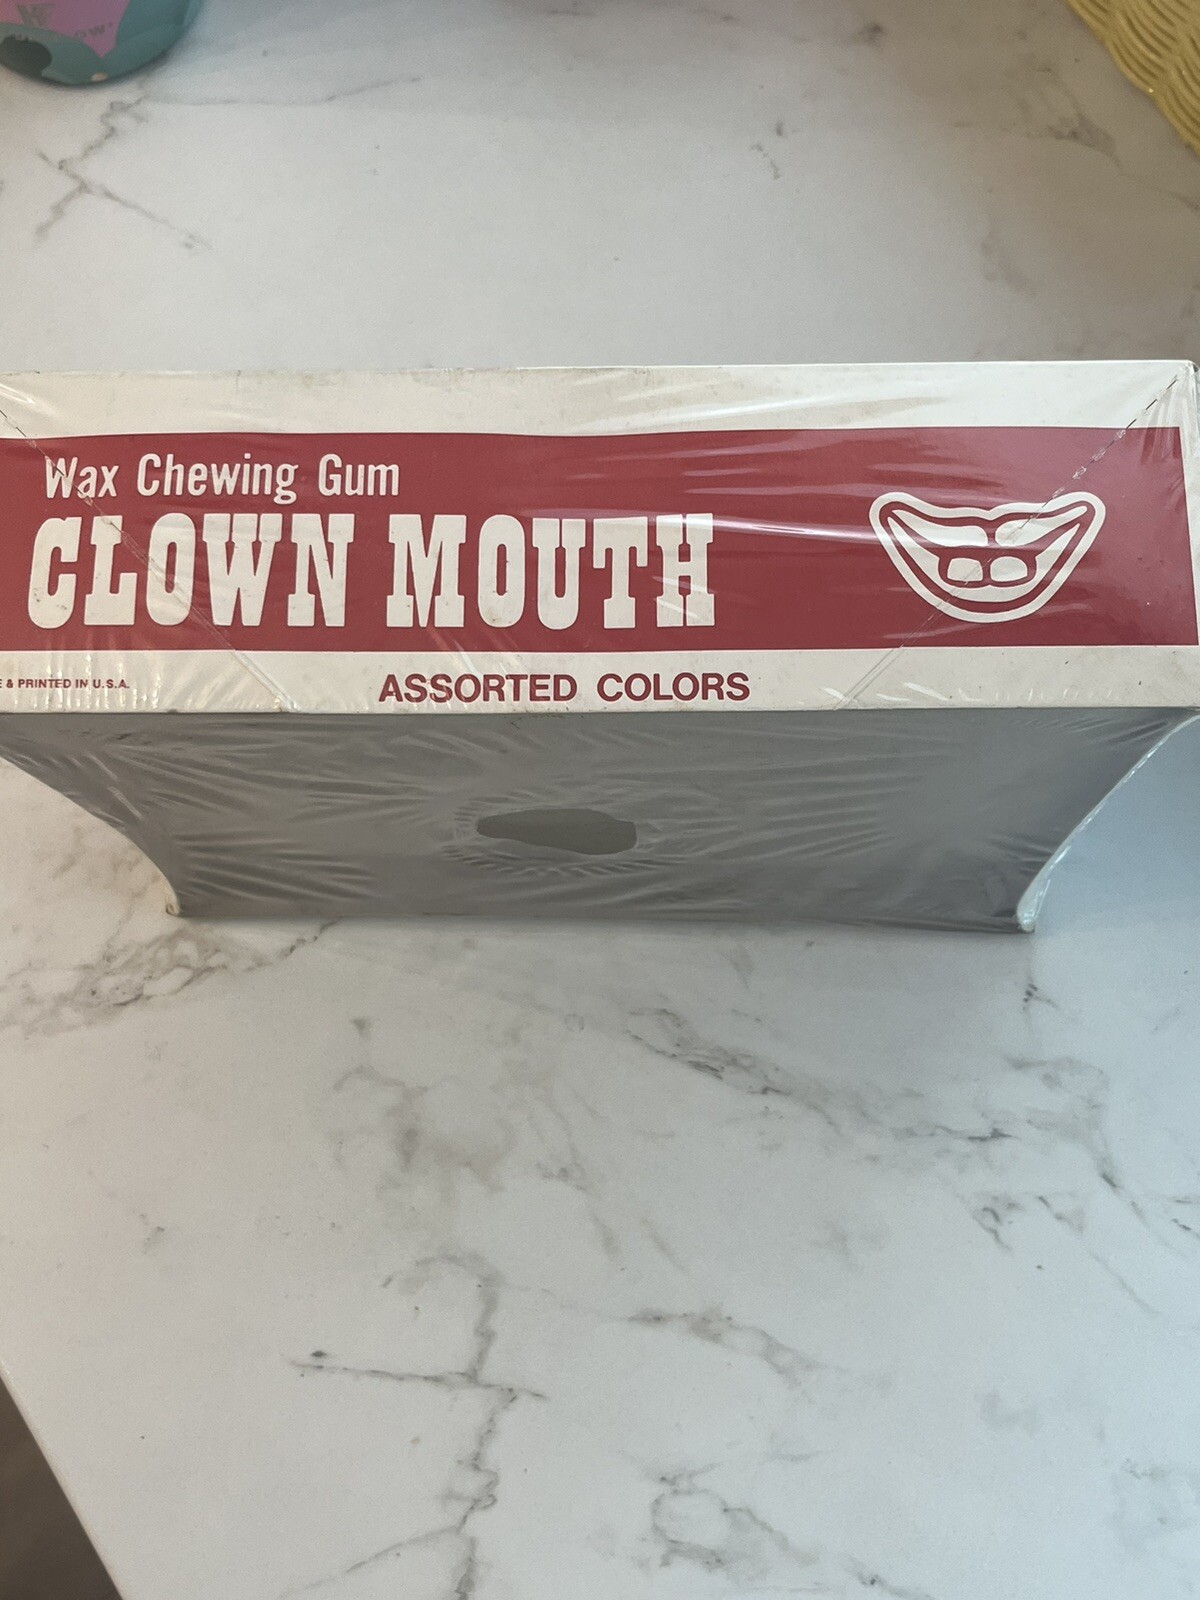 Wax Chewing Gum
CLOWN MOUTH
& PRINTED IN U.S.A.
ASSORTED COLORS